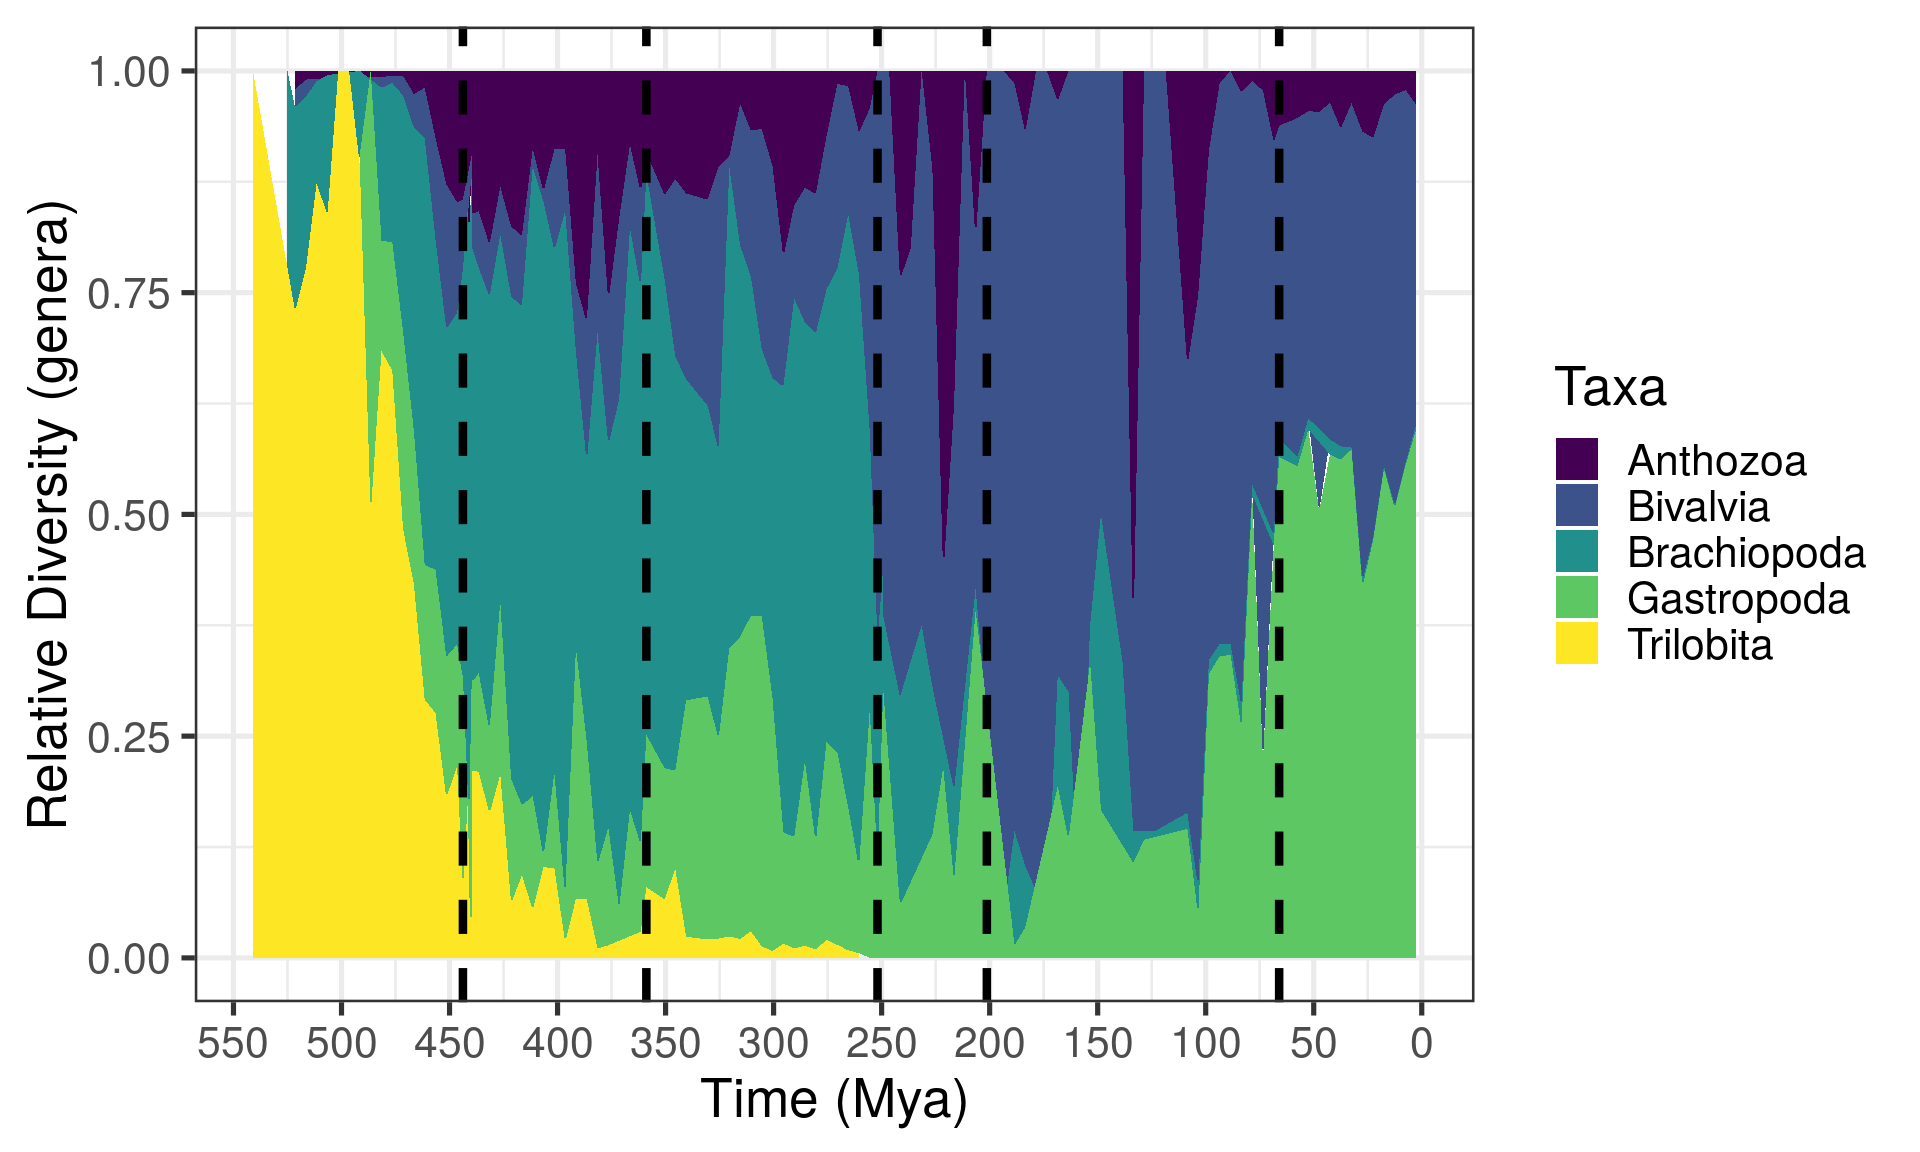 Relative Diversity (genera)
1.00
0.75
0.50
0.25
0.00
550 500 450 400 350 300 250 200 150 100 50 0
Time (Mya)
Taxa
Anthozoa
Bivalvia
Brachiopoda
Gastropoda
Trilobita